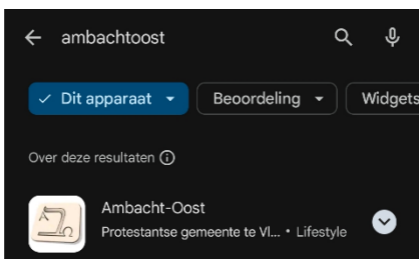 ambachtoost
Dit apparaat Beoordeling Widgets
Over deze resultaten
Ambacht-Oost
Protestantse gemeente te Vl... • Lifestyle
A Ω